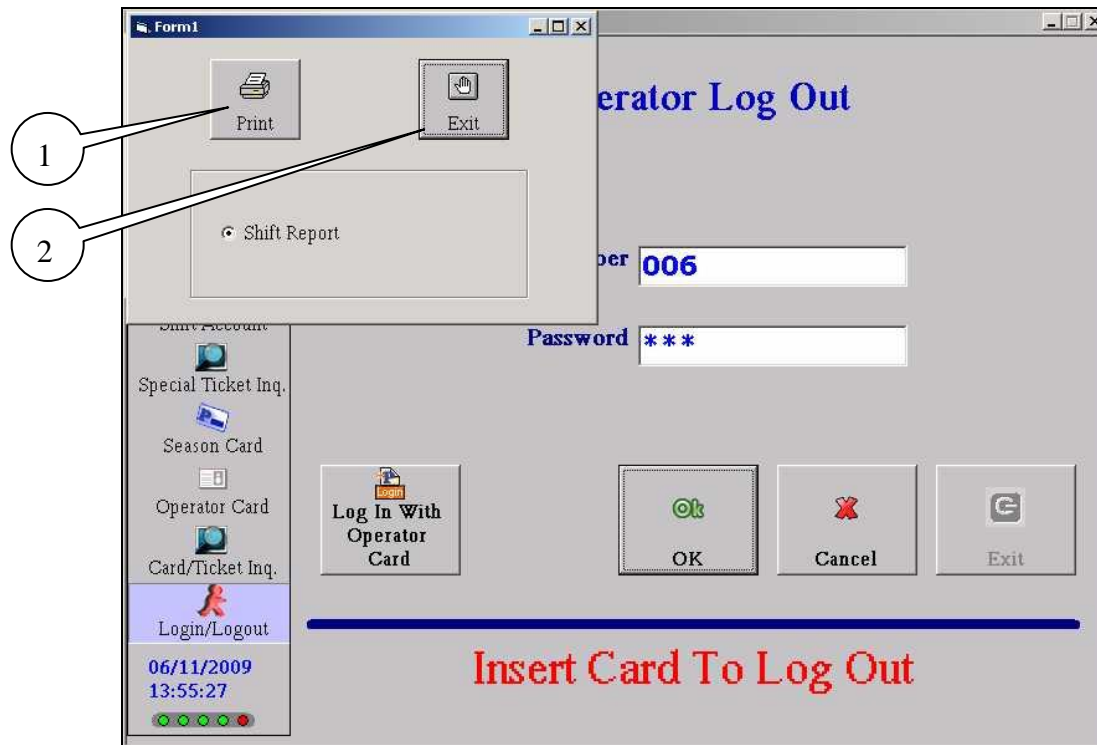 Form1
Print
Exit
1
2
Shift Report
erator Log Out
ber
006
Password
***
Special Ticket Inq.
Season Card
Operator Card
Card/Ticket Inq.
Login/Logout
06/11/2009
13:55:27
Login
Log In With
Operator
Card
Ok
OK
Cancel
Exit
Insert Card To Log Out